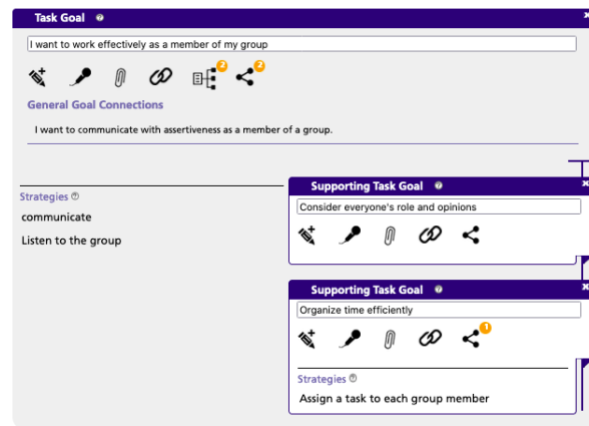 Task Goal ?
x
I want to work effectively as a member of my group
2 2
General Goal Connections
I want to communicate with assertiveness as a member of a group.
Strategies ?
communicate
Listen to the group
Supporting Task Goal ?
x
Consider everyone's role and opinions
Supporting Task Goal ?
x
Organize time efficiently
1
Strategies ?
Assign a task to each group member